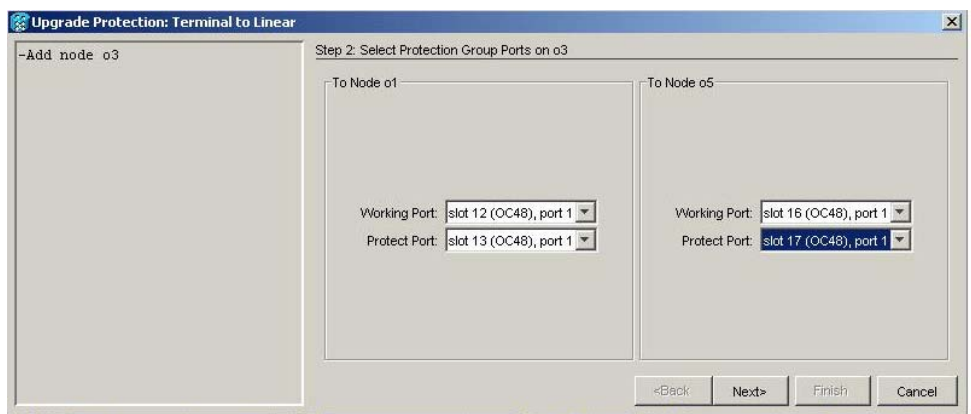 Upgrade Protection: Terminal to Linear
-Add node o3
Step 2: Select Protection Group Ports on o3
To Node o1
Working Port: slot 12 (OC48), port 1
Protect Port: slot 13 (OC48), port 1
To Node o5
Working Port: slot 16 (OC48), port 1
Protect Port: slot 17 (OC48), port 1
<Back
Next>
Finish
Cancel